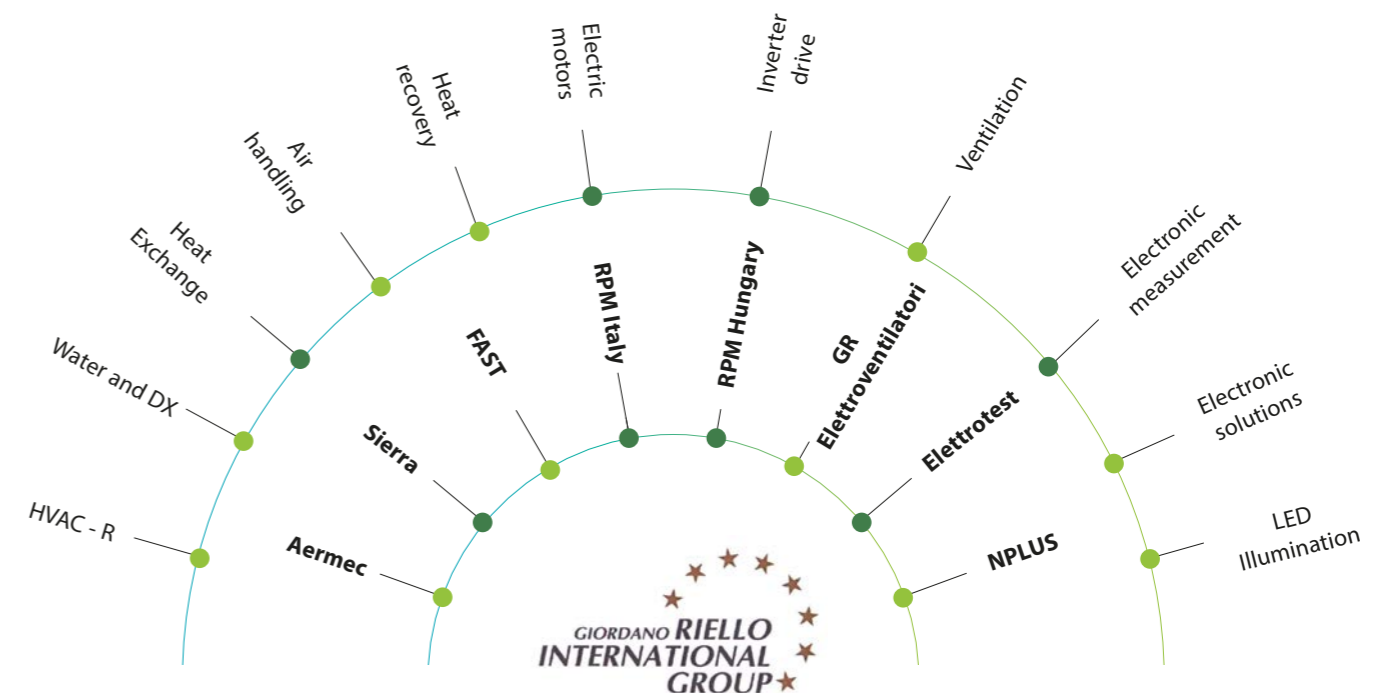 HVAC - R
Water and DX
Heat
Exchange
Air
handling
Heat
recovery
Electric
motors
Inverter
drive
Ventilation
Electronic
measurement
Electronic
solutions
LED
Illumination
Aermec
Sierra
FAST
RPM Italy
RPM Hungary
GR
Elettroventilatori
Elettrotest
NPLUS
GIORDANO RIELLO
INTERNATIONAL
GROUP